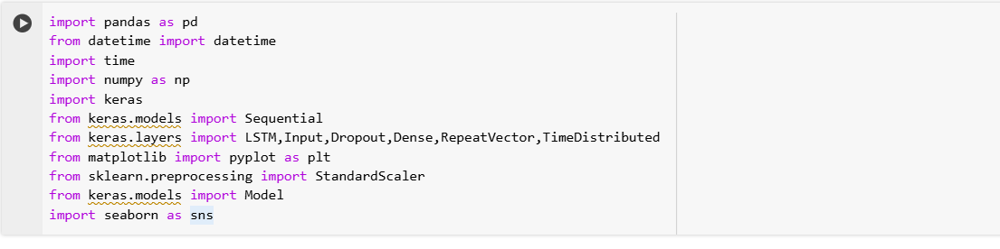 import pandas as pd
from datetime import datetime
import time
import numpy as np
import keras
from keras.models import Sequential
from keras.layers import LSTM,Input,Dropout,Dense,RepeatVector,TimeDistributed
from matplotlib import pyplot as plt
from sklearn.preprocessing import StandardScaler
from keras.models import Model
import seaborn as sns